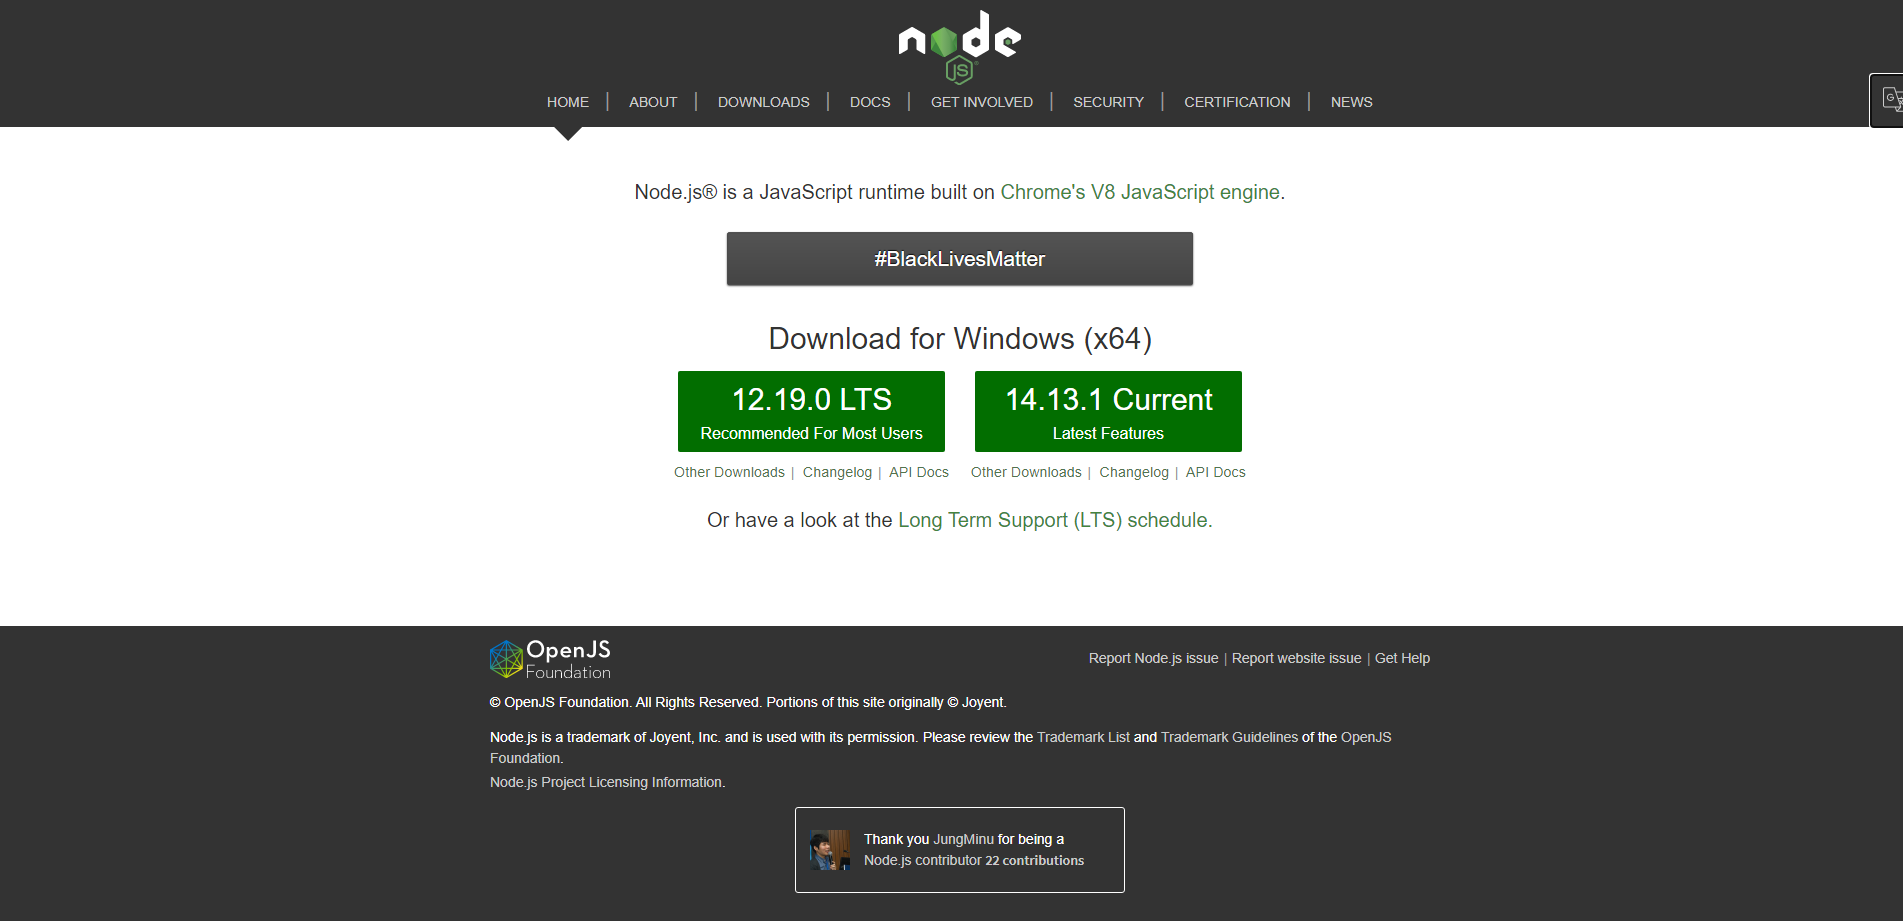 node
JS
HOME | ABOUT | DOWNLOADS | DOCS | GET INVOLVED | SECURITY | CERTIFICATION | NEWS
Node.js® is a JavaScript runtime built on Chrome's V8 JavaScript engine.
#BlackLivesMatter
Download for Windows (x64)
12.19.0 LTS
Recommended For Most Users
14.13.1 Current
Latest Features
Other Downloads | Changelog | API Docs
Other Downloads | Changelog | API Docs
Or have a look at the Long Term Support (LTS) schedule.
OpenJS
Foundation
Report Node.js issue | Report website issue | Get Help
© OpenJS Foundation. All Rights Reserved. Portions of this site originally © Joyent.
Node.js is a trademark of Joyent, Inc. and is used with its permission. Please review the Trademark List and Trademark Guidelines of the OpenJS
Foundation.
Node.js Project Licensing Information.
Thank you JungMinu for being a
Node.js contributor 22 contributions